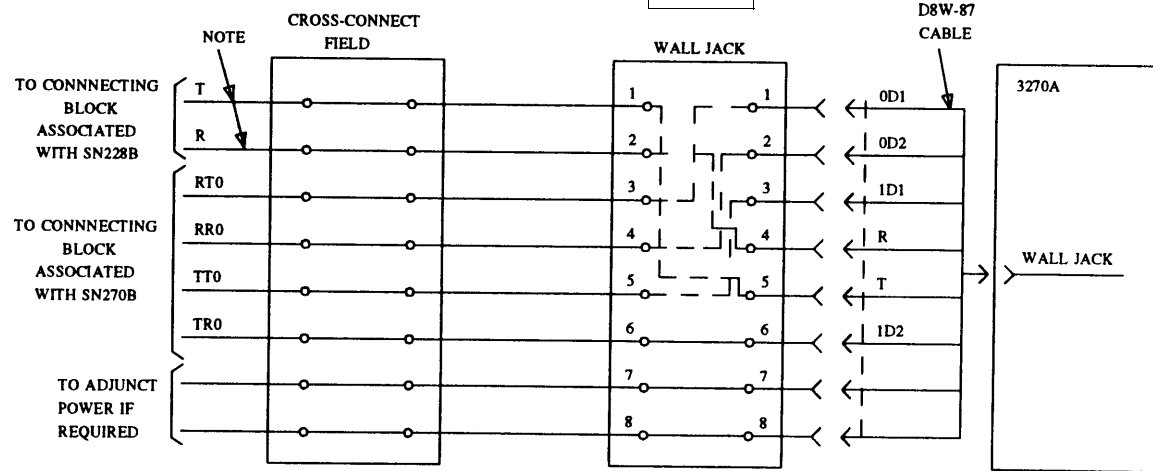 D8W-87
CABLE
CROSS-CONNECT
FIELD
NOTE
WALL JACK
3270A
TO CONNNECTING
BLOCK
ASSOCIATED
WITH SN228B
T
R
1
2
1
2
0D1
0D2
TO CONNNECTING
BLOCK
ASSOCIATED
WITH SN270B
RT0
RR0
TT0
TR0
3
4
5
6
3
4
5
6
1D1
R
T
1D2
WALL JACK
TO ADJUNCT
POWER IF
REQUIRED
7
8
7
8